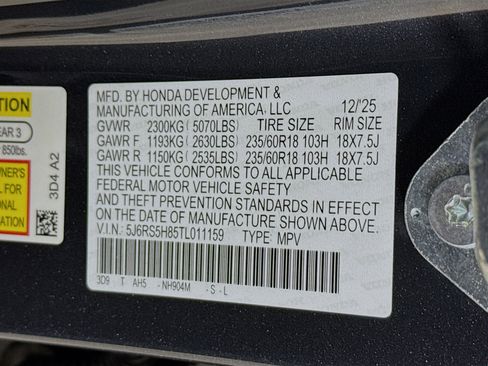 MFD. BY HONDA DEVELOPMENT &
MANUFACTURING OF AMERICA, LLC 12/'25
GVWR 2300KG (5070LBS) TIRE SIZE RIM SIZE
GAWR F 1193KG (2630LBS) 235/60R18 103H 18X7.5J
GAWR R 1150KG (2535LBS) 235/60R18 103H 18X7.5J
THIS VEHICLE CONFORMS TO ALL APPLICABLE
FEDERAL MOTOR VEHICLE SAFETY
AND THEFT PREVENTION STANDARDS IN EFFECT
ON THE DATE OF MANUFACTURE SHOWN ABOVE.
V.I.N.: 5J6RS5H85TL011159 TYPE: MPV
3D9 T AH5 -NH904M -S-L
TION
EAR 3
850lbs.
NER'S
L FOR
ONAL
ATION.
3D4 A2